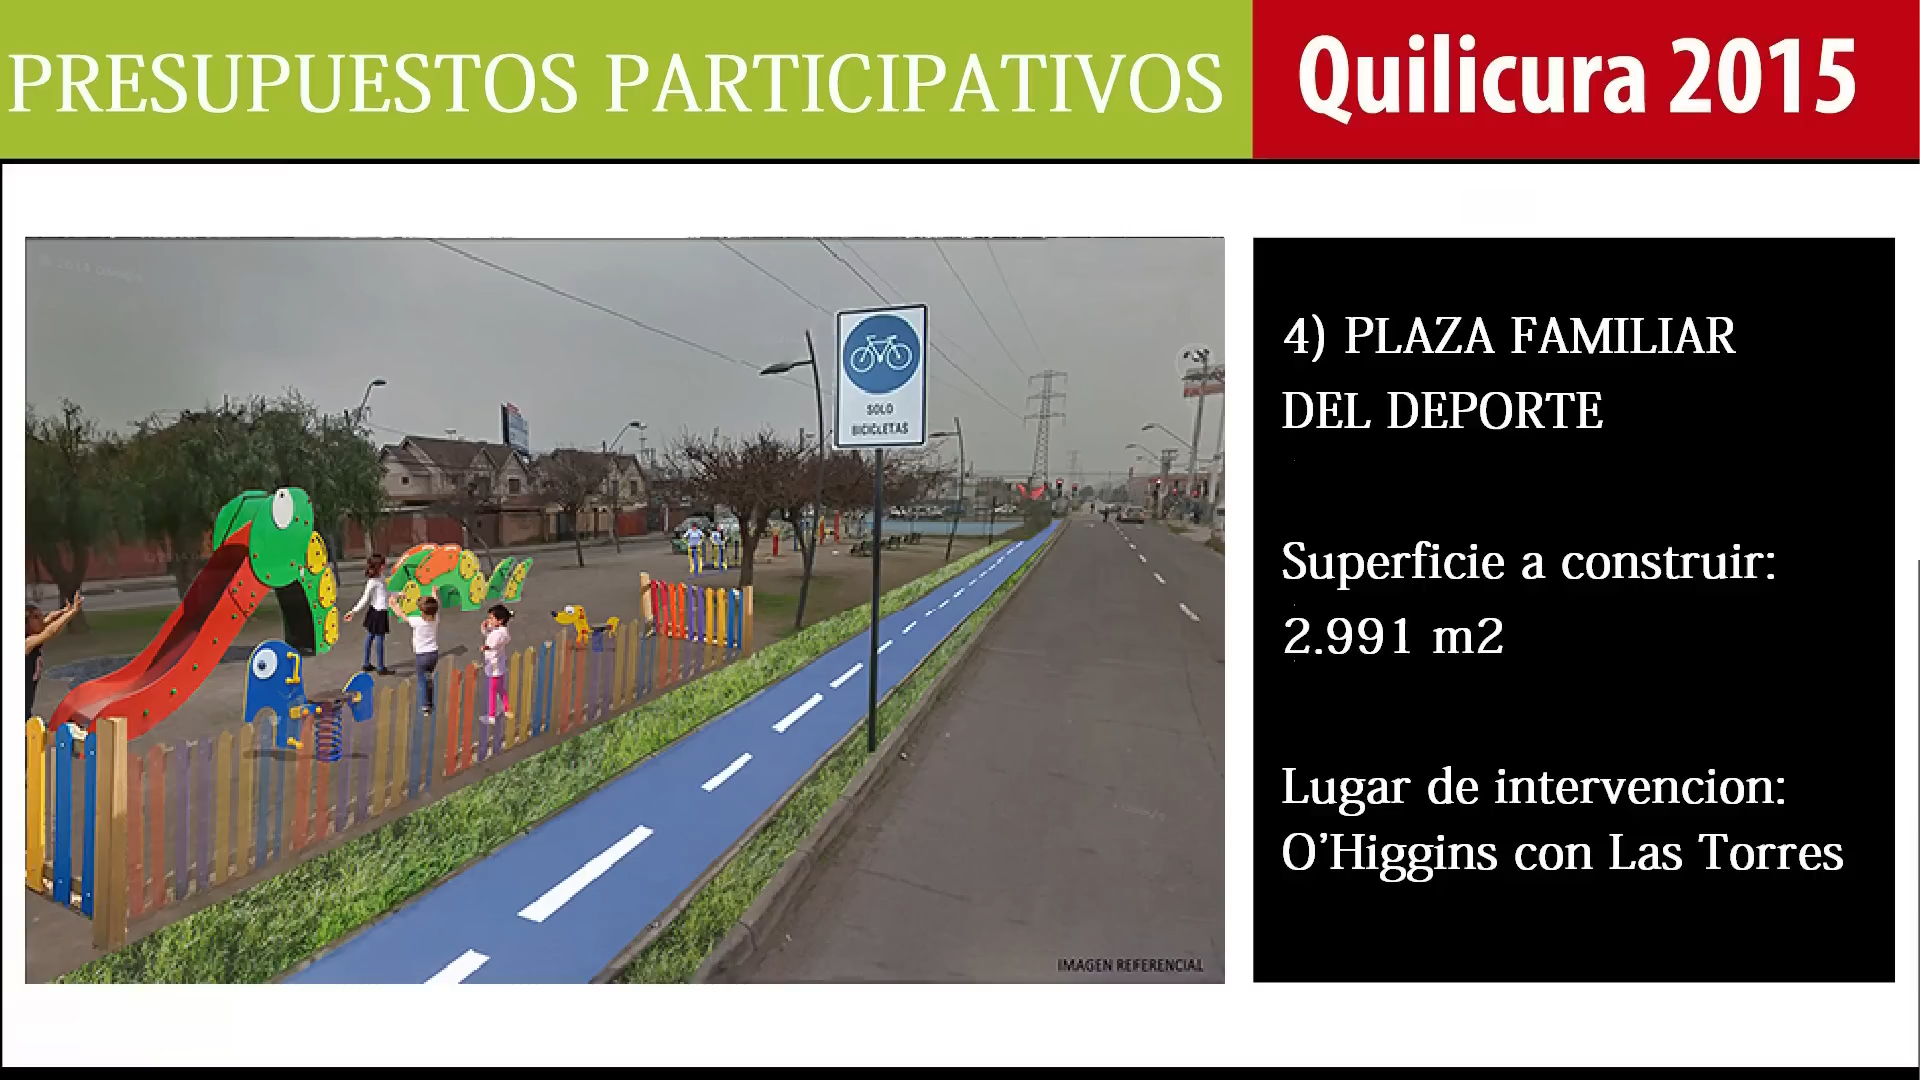 PRESUPUESTOS PARTICIPATIVOS
Quilicura 2015
SOLO
BICICLETAS
IMAGEN REFERENCIAL
4) PLAZA FAMILIAR
DEL DEPORTE
Superficie a construir:
2.991 m2
Lugar de intervencion:
O’Higgins con Las Torres